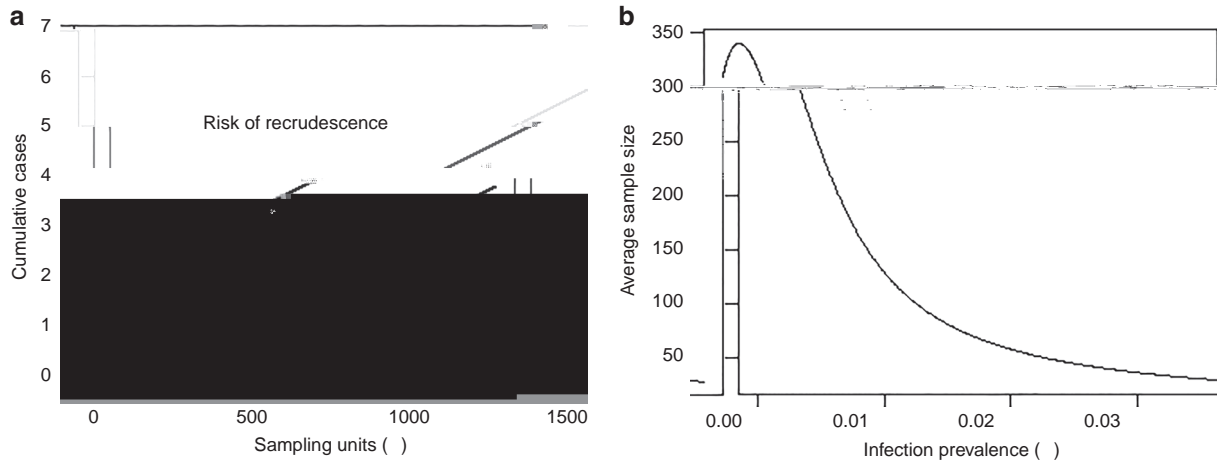 a
7
6
5
4
3
2
1
0
Cumulative cases
Risk of recrudescence
0 500 1000 1500
Sampling units ( )
b
350
300
250
200
150
100
50
Average sample size
0.00 0.01 0.02 0.03
Infection prevalence ( )